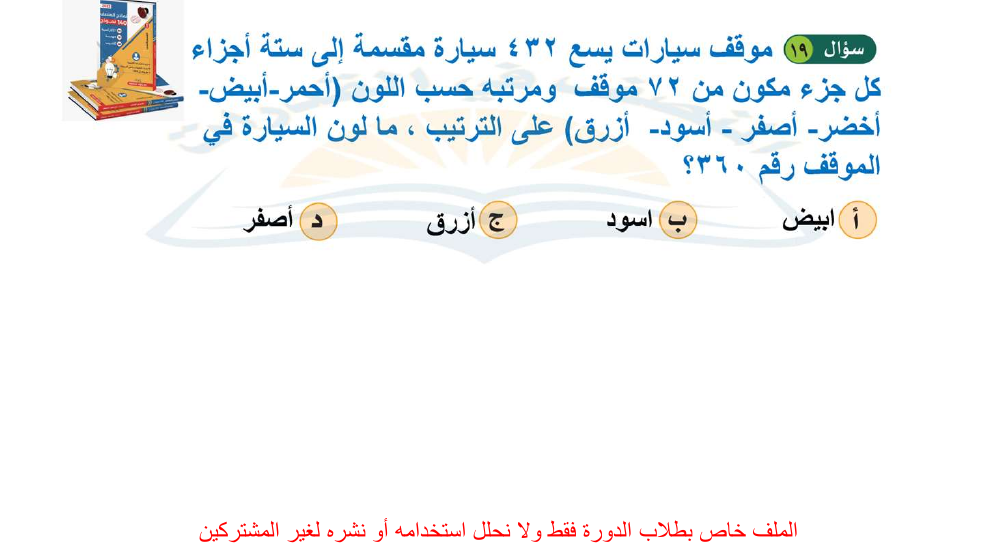 سؤال ١٩ موقف سيارات يسع ٤٣٢ سيارة مقسمة إلى ستة أجزاء
كل جزء مكون من ٧٢ موقف ومرتبه حسب اللون (أحمر-أبيض-
أخضر- أصفر - أسود- أزرق) على الترتيب ، ما لون السيارة في
الموقف رقم ٣٦٠؟
أ ابيض ب اسود ج أزرق د أصفر
الملف خاص بطلاب الدورة فقط ولا نحلل استخدامه أو نشره لغير المشتركين